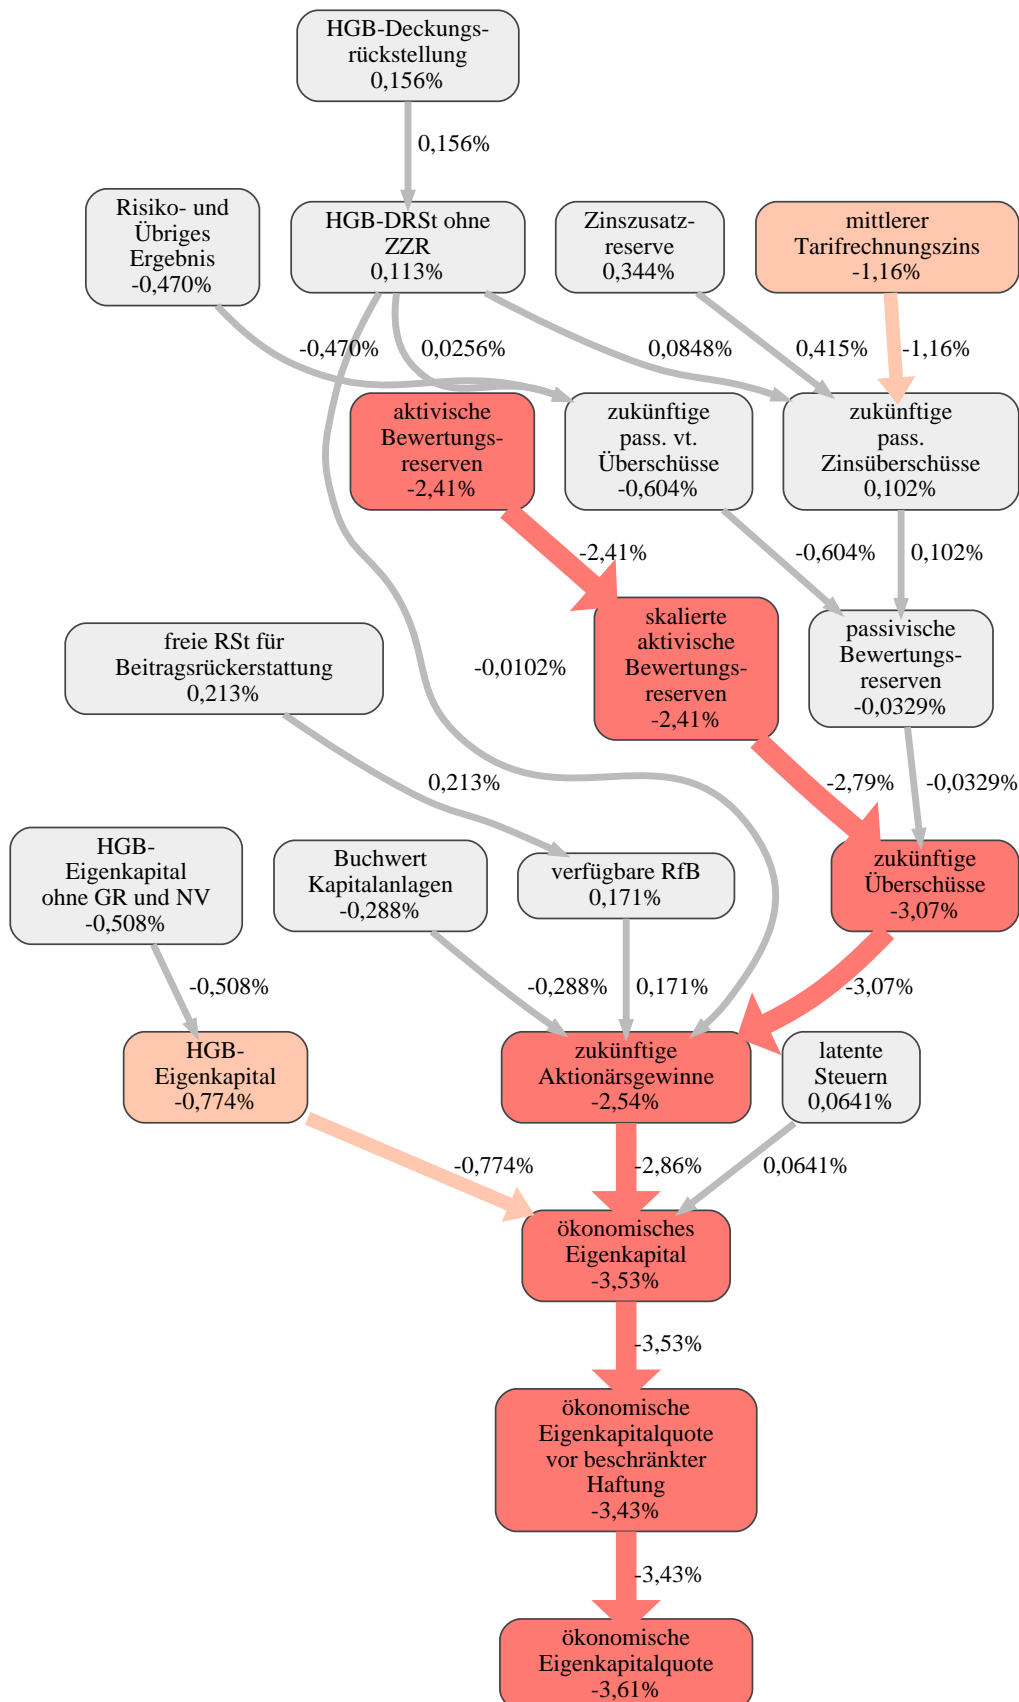 HGB-Deckungs-
rückstellung
0,156%
0,156%
Risiko- und
Übriges
Ergebnis
-0,470%
HGB-DRSt ohne
ZZR
0,113%
Zinszusatz-
reserve
0,344%
mittlerer
Tarifrechnungszins
-1,16%
-0,470%
0,0256%
0,0848%
0,415%
-1,16%
aktivische
Bewertungs-
reserven
-2,41%
zukünftige
pass. vt.
Überschüsse
-0,604%
zukünftige
pass.
Zinsüberschüsse
0,102%
-2,41%
-0,604%
0,102%
freie RSt für
Beitragsrückerstattung
0,213%
-0,0102%
skalierte
aktivische
Bewertungs-
reserven
-2,41%
passivische
Bewertungs-
reserven
-0,0329%
0,213%
-2,79%
-0,0329%
HGB-
Eigenkapital
ohne GR und NV
-0,508%
Buchwert
Kapitalanlagen
-0,288%
verfügbare RfB
0,171%
zukünftige
Überschüsse
-3,07%
-0,508%
-0,288%
0,171%
-3,07%
HGB-
Eigenkapital
-0,774%
zukünftige
Aktionärsgewinne
-2,54%
latente
Steuern
0,0641%
-0,774%
-2,86%
0,0641%
ökonomisches
Eigenkapital
-3,53%
-3,53%
ökonomische
Eigenkapitalquote
vor beschränkter
Haftung
-3,43%
-3,43%
ökonomische
Eigenkapitalquote
-3,61%